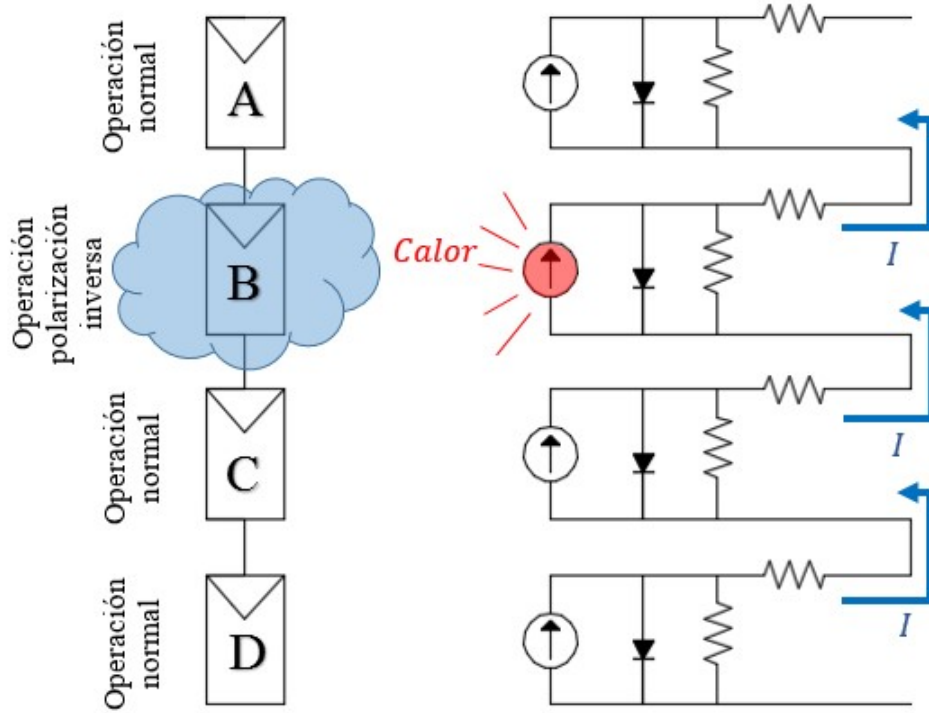 Operación
normal
A
Operación
polarización
inversa
B
Calor
I
Operación
normal
C
I
Operación
normal
D
I